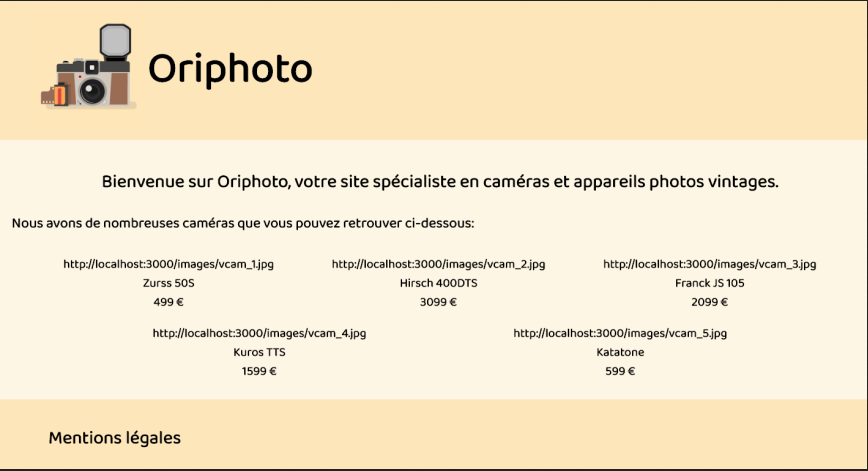 Oriphoto
Bienvenue sur Oriphoto, votre site spécialiste en caméras et appareils photos vintages.
Nous avons de nombreuses caméras que vous pouvez retrouver ci-dessous:
http://localhost:3000/images/vcam_1.jpg
Zurss 50S
499 €
http://localhost:3000/images/vcam_2.jpg
Hirsch 400DTS
3099 €
http://localhost:3000/images/vcam_3.jpg
Franck JS 105
2099 €
http://localhost:3000/images/vcam_4.jpg
Kuros TTS
1599 €
http://localhost:3000/images/vcam_5.jpg
Katatone
599 €
Mentions légales